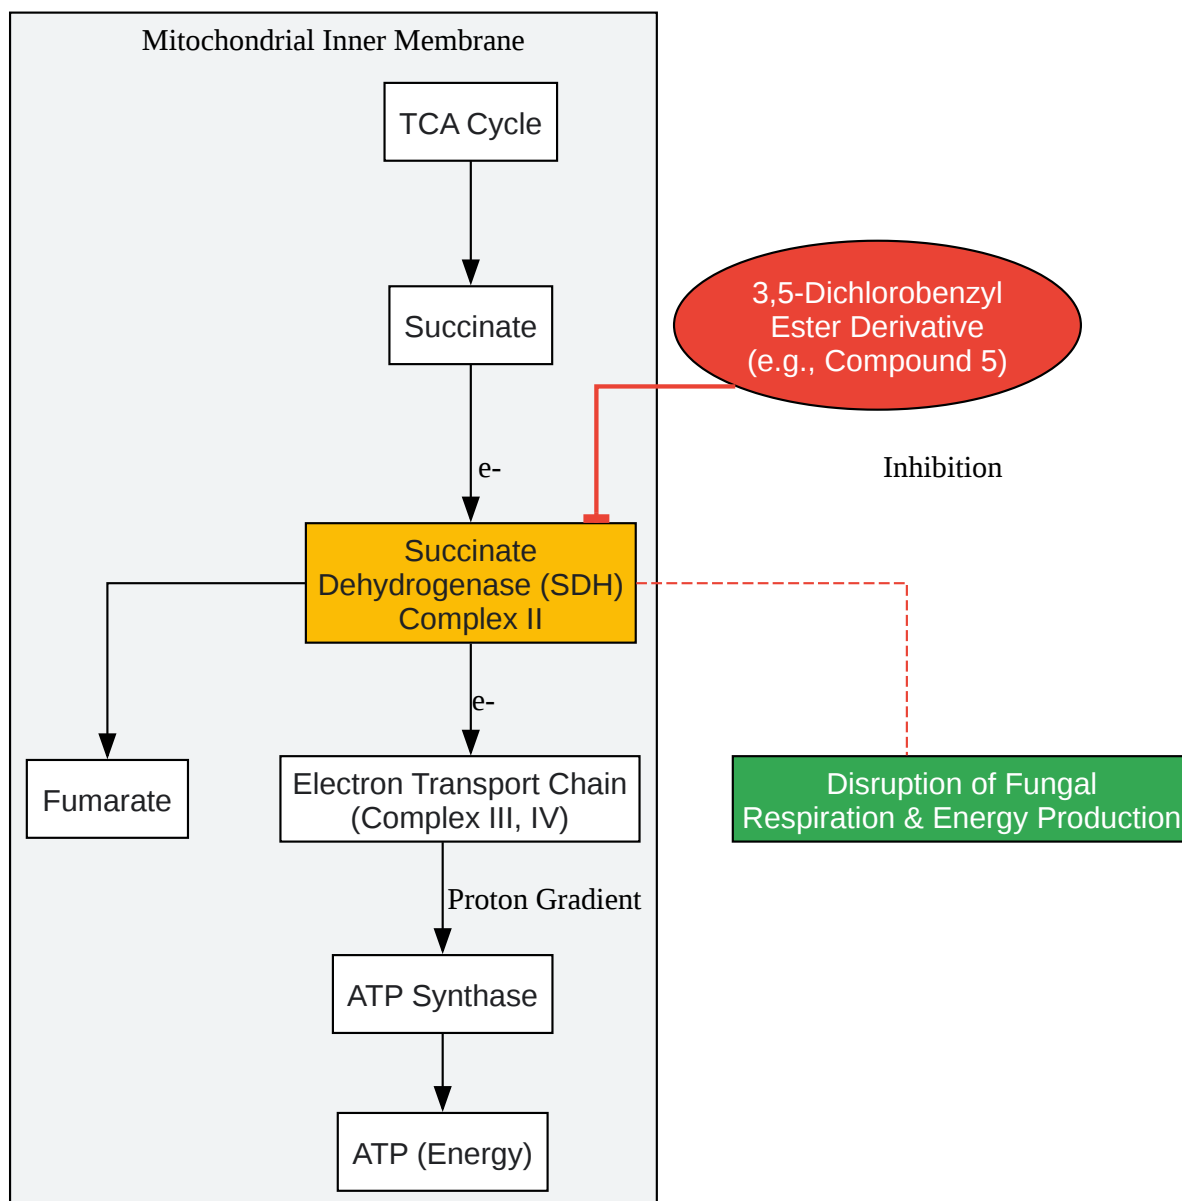 Mitochondrial Inner Membrane
TCA Cycle
Succinate
3,5-Dichlorobenzyl
Ester Derivative
(e.g., Compound 5)
e-
Inhibition
Succinate
Dehydrogenase (SDH)
Complex II
e-
Fumarate
Electron Transport Chain
(Complex III, IV)
Disruption of Fungal
Respiration & Energy Production
Proton Gradient
ATP Synthase
ATP (Energy)